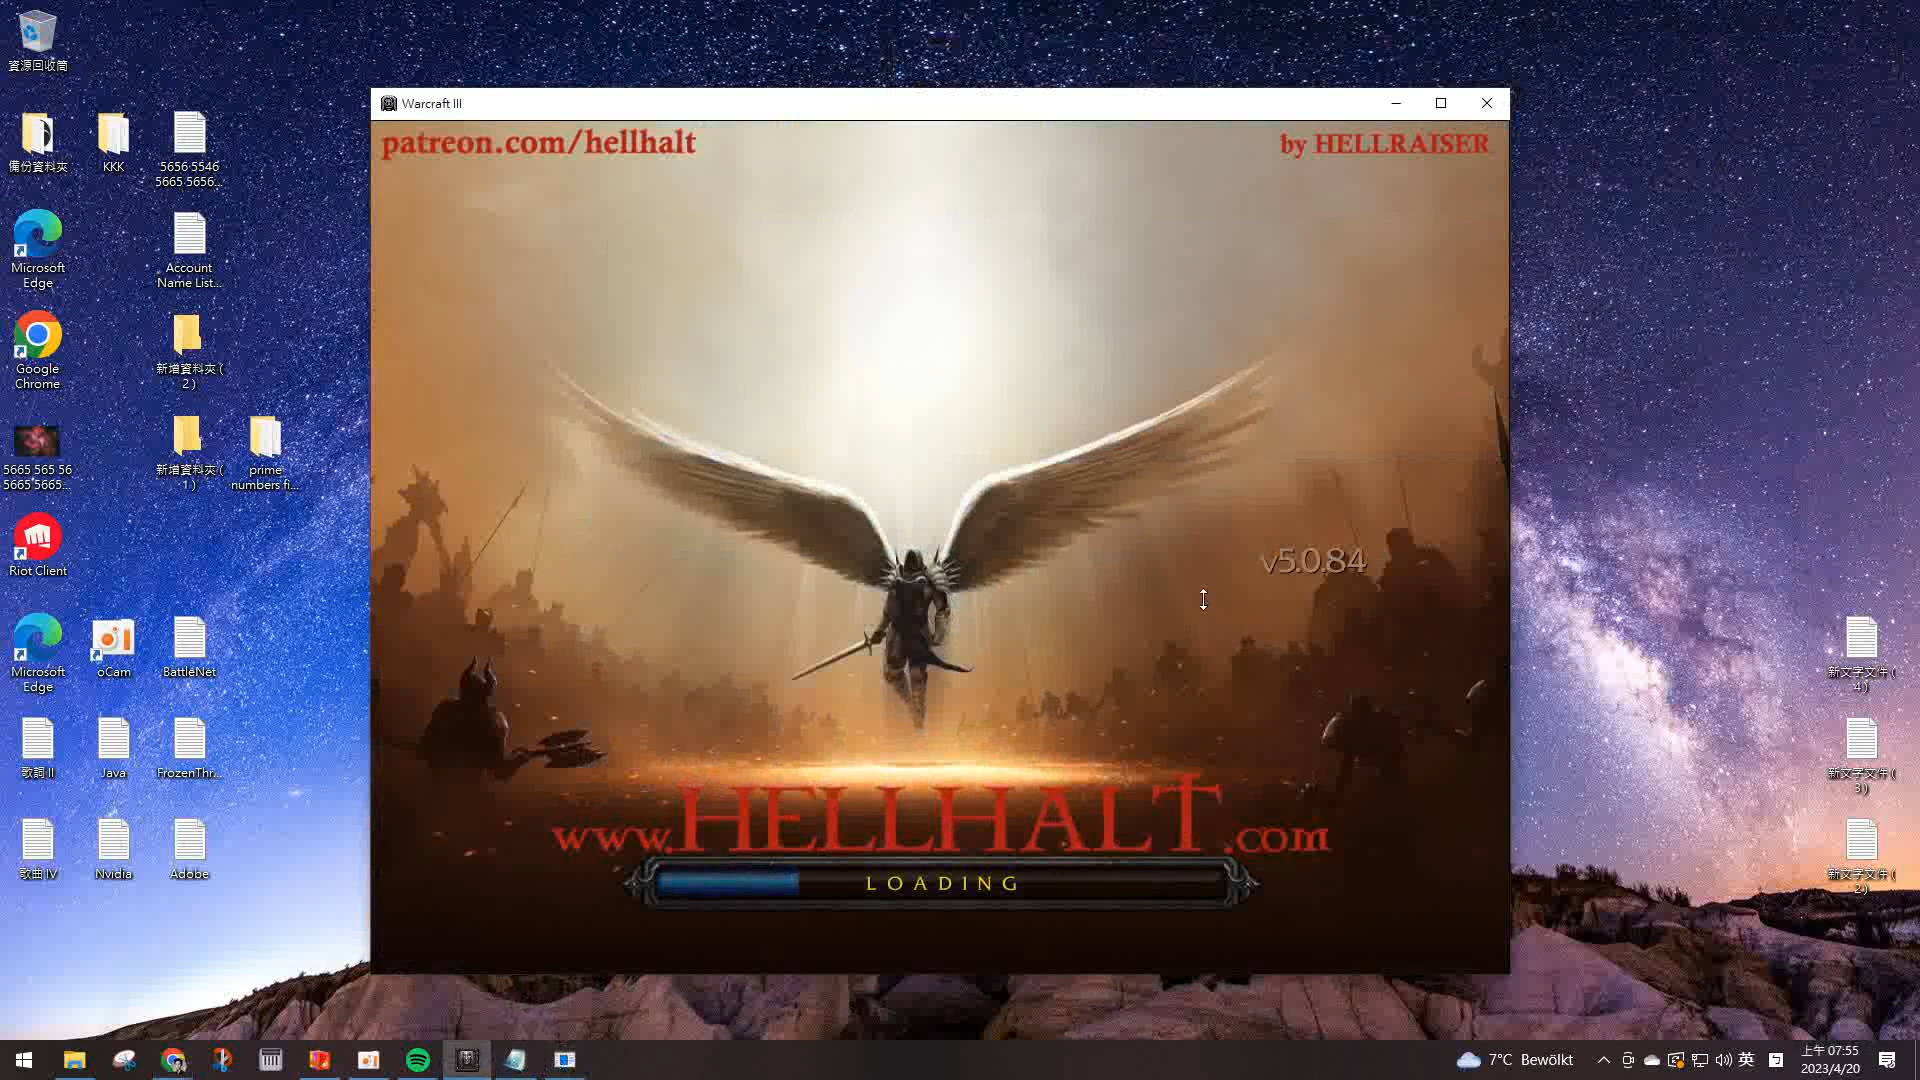 資源回收筒
備份資料夾
KKK
5656 5546
5665 5656...
Microsoft
Edge
Account
Name List...
Google
Chrome
新增資料夾 (
2 )
5665 565 56
5665 5665...
新增資料夾 (
1 )
prime
numbers fi...
Riot Client
Microsoft
Edge
oCam
BattleNet
歌詞 II
Java
FrozenThr...
歌曲 IV
Nvidia
Adobe
Warcraft III
patreon.com/hellhalt
by HELLRAISER
v5.0.84
www.HELLHALT.com
LOADING
新文字文件 (
4 )
新文字文件 (
3 )
新文字文件 (
2 )
7°C Bewölkt
英
上午 07:55
2023/4/20